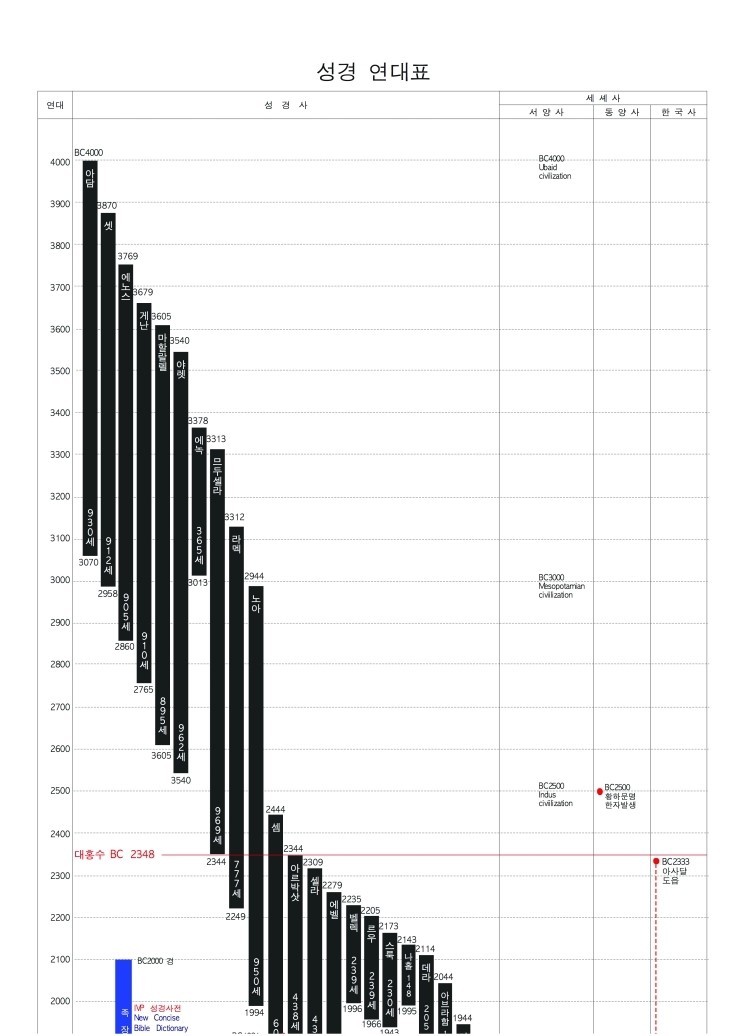 성경 연대표
연대
성 경 사
세 세 사
서 양 사
동 양 사
한 국 사
4000
3900
3800
3700
3600
3500
3400
3300
3200
3100
3000
2900
2800
2700
2600
2500
2400
2300
2200
2100
2000
BC4000
아담
930세
3070
3870
셋
912세
2958
3769
에노스
905세
2860
3679
게난
910세
2765
3605
마할랄렐
895세
3605
3540
야렛
962세
3540
3378
에녹
365세
3013
3313
므두셀라
969세
2344
3312
라멕
777세
2249
2944
노아
950세
1994
2444
셈
60
2344
아르박삿
438세
2309
셀라
43
2279
에벨
2235
벨렉
239세
1996
2205
르우
239세
1966
2173
스룩
230세
1943
2143
나홀
148
1995
2114
데라
205
2044
아브라함
1944
대홍수 BC 2348
BC2000 경
족
장
IVP 성경사전
New Concise
Bible Dictionary
BC4000
Ubaid
civilization
BC3000
Mesopotamian
civilization
BC2500
Indus
civilization
BC2500
황하문명
한자발생
BC2333
아사달
도읍